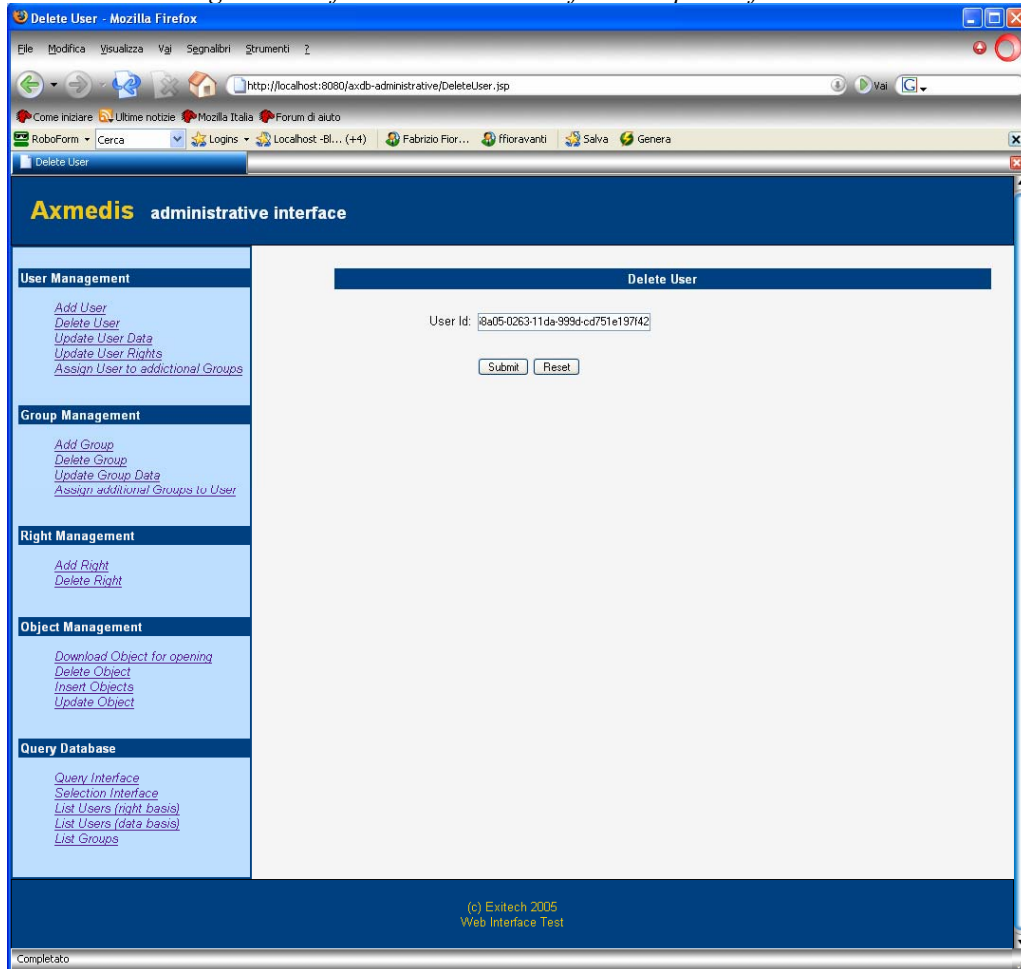 Delete User - Mozilla Firefox
File Modifica Visualizza Vai Segnalibri Strumenti ?
http://localhost:8080/axdb-administrative/DeleteUser.jsp Vai G
Come iniziare Ultime notizie Mozilla Italia Forum di aiuto
RoboForm Cerca Logins Localhost -Bl... (+4) Fabrizio Fior... ffioravanti Salva Genera
Delete User
Axmedis administrative interface
User Management
Add User
Delete User
Update User Data
Update User Rights
Assign User to addictional Groups
Group Management
Add Group
Delete Group
Update Group Data
Assign additional Groups to User
Right Management
Add Right
Delete Right
Object Management
Download Object for opening
Delete Object
Insert Objects
Update Object
Query Database
Query Interface
Selection Interface
List Users (right basis)
List Users (data basis)
List Groups
Delete User
User Id: 8a05-0263-11da-999d-cd751e197f42
Submit Reset
(c) Exitech 2005
Web Interface Test
Completato